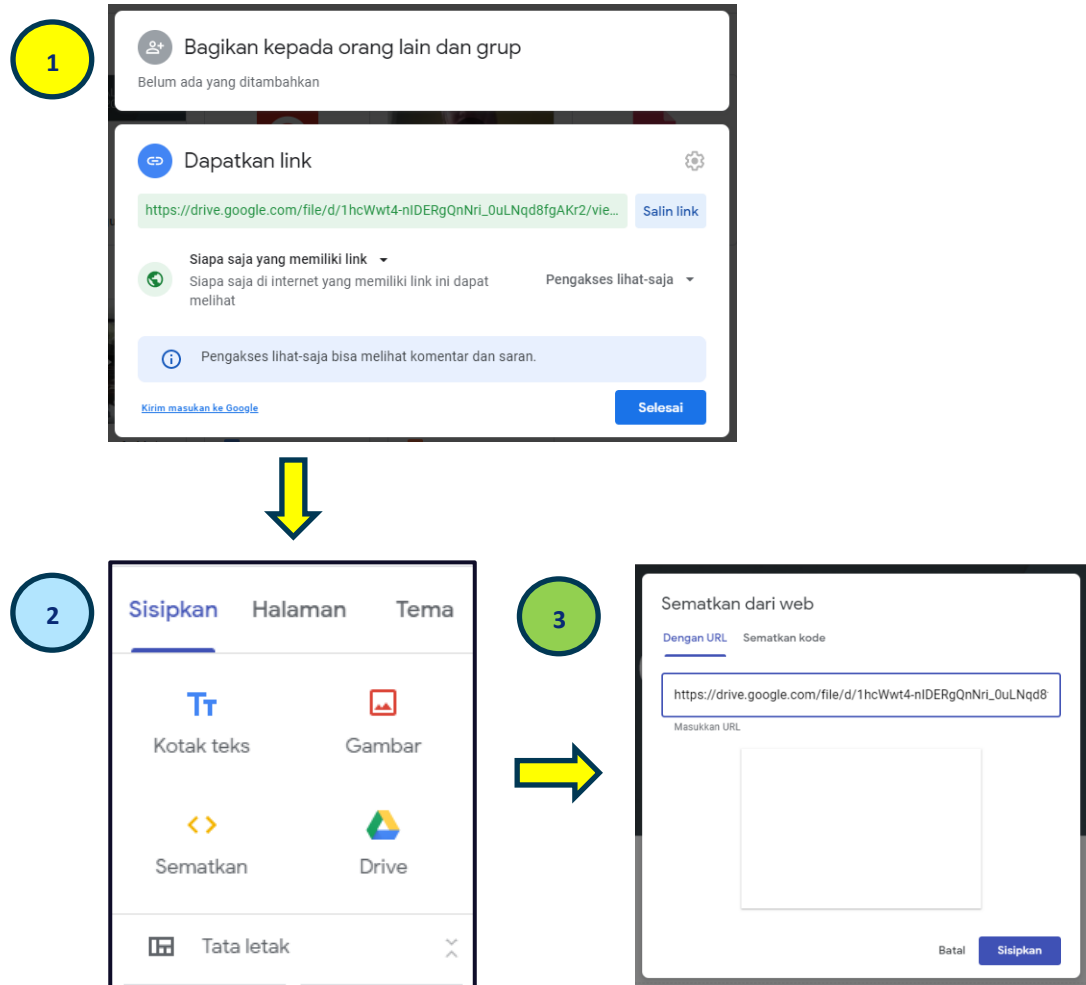 1
Bagikan kepada orang lain dan grup
Belum ada yang ditambahkan
Dapatkan link
https://drive.google.com/file/d/1hcWwt4-nIDERgQnNri_0uLNqd8fgAKr2/vie...
Salin link
Siapa saja yang memiliki link
Siapa saja di internet yang memiliki link ini dapat
melihat
Pengakses lihat-saja
Pengakses lihat-saja bisa melihat komentar dan saran.
Kirim masukan ke Google
Selesai
2
Sisipkan Halaman Tema
Kotak teks Gambar
Sematkan Drive
Tata letak
3
Sematkan dari web
Dengan URL Sematkan kode
https://drive.google.com/file/d/1hcWwt4-nIDERgQnNri_0uLNqd8
Masukkan URL
Batal Sisipkan